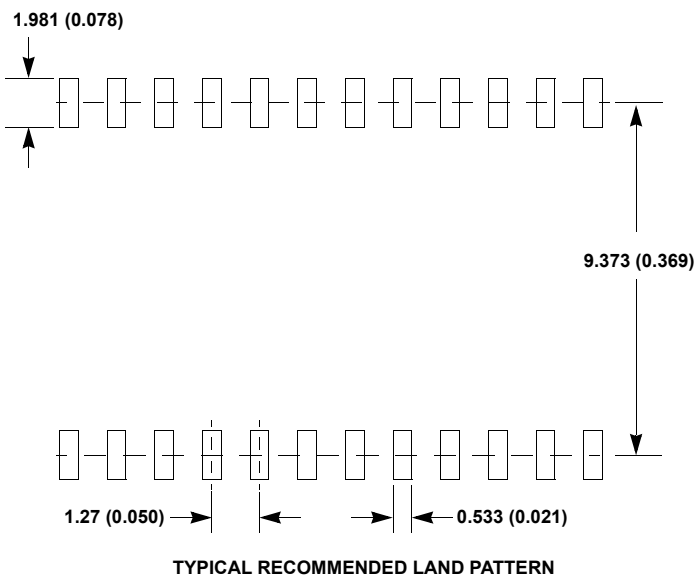 1.981 (0.078)
9.373 (0.369)
1.27 (0.050)
0.533 (0.021)
TYPICAL RECOMMENDED LAND PATTERN